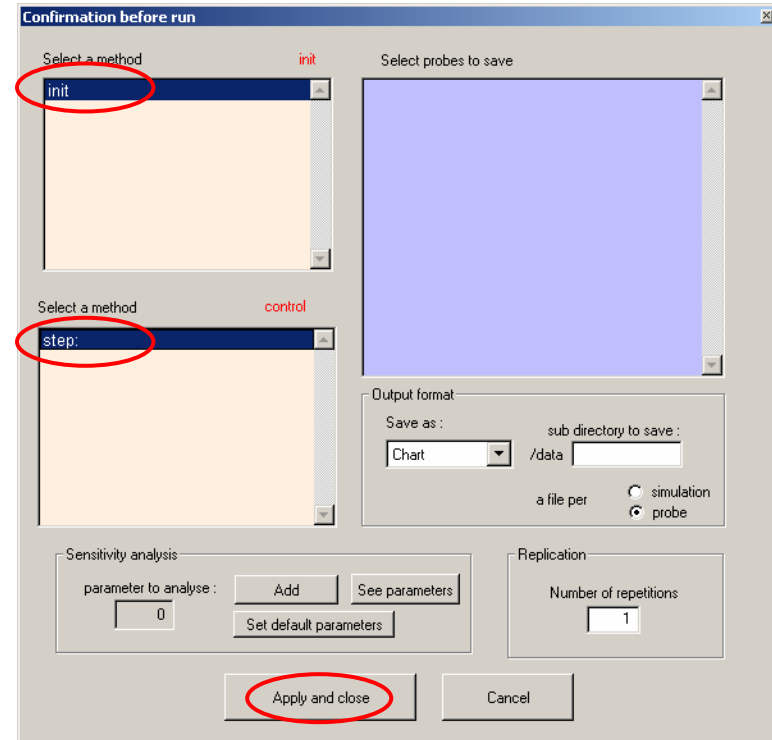 Confirmation before run
Select a method init
init
Select probes to save
Select a method control
step:
Output format
Save as :
sub directory to save :
Chart
/data
a file per
simulation
probe
Sensitivity analysis
parameter to analyse :
0
Add
See parameters
Set default parameters
Replication
Number of repetitions
1
Apply and close
Cancel